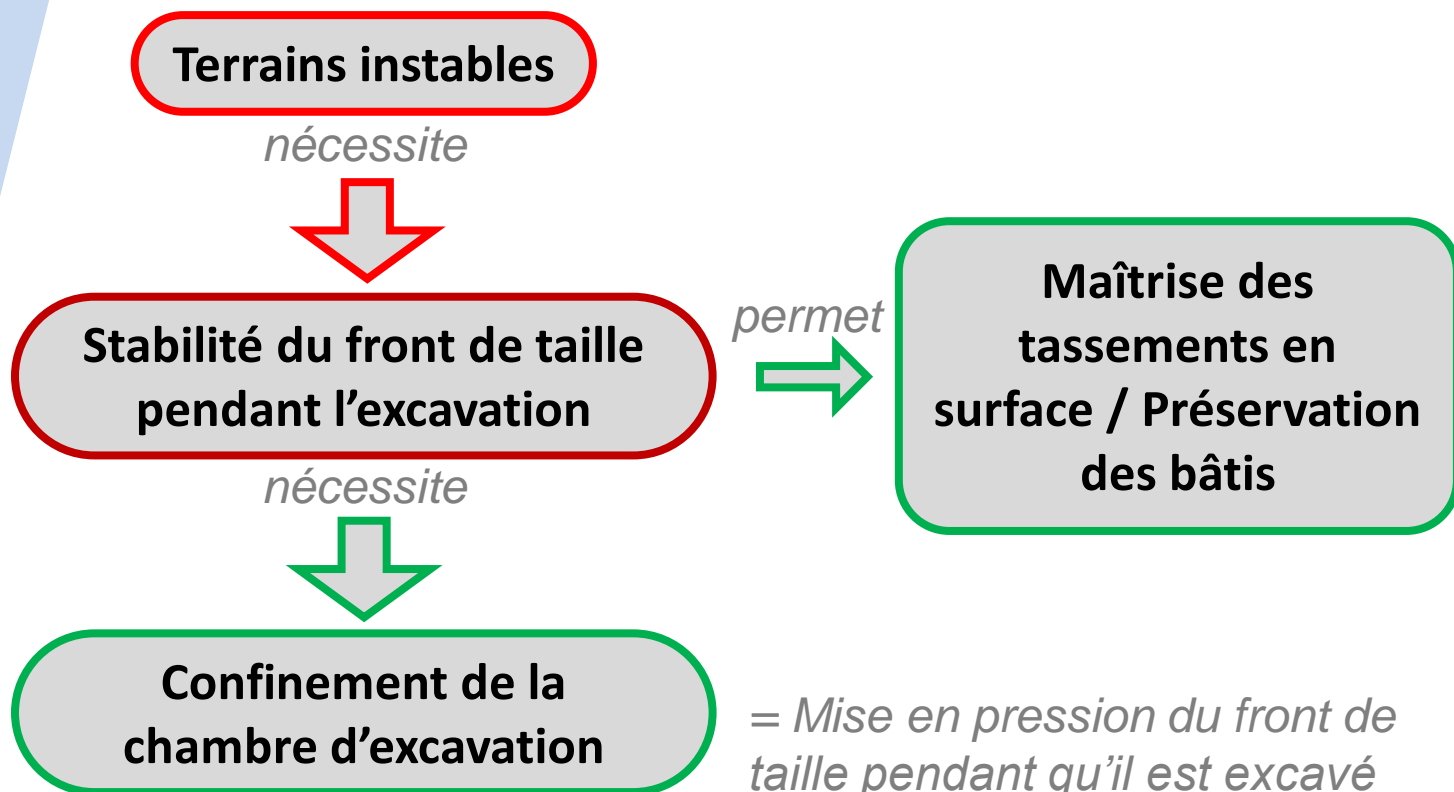 Terrains instables
nécessite
Stabilité du front de taille
pendant l’excavation
permet
Maîtrise des
tassements en
surface / Préservation
des bâtis
nécessite
Confinement de la
chambre d’excavation
= Mise en pression du front de
taille pendant qu’il est excavé